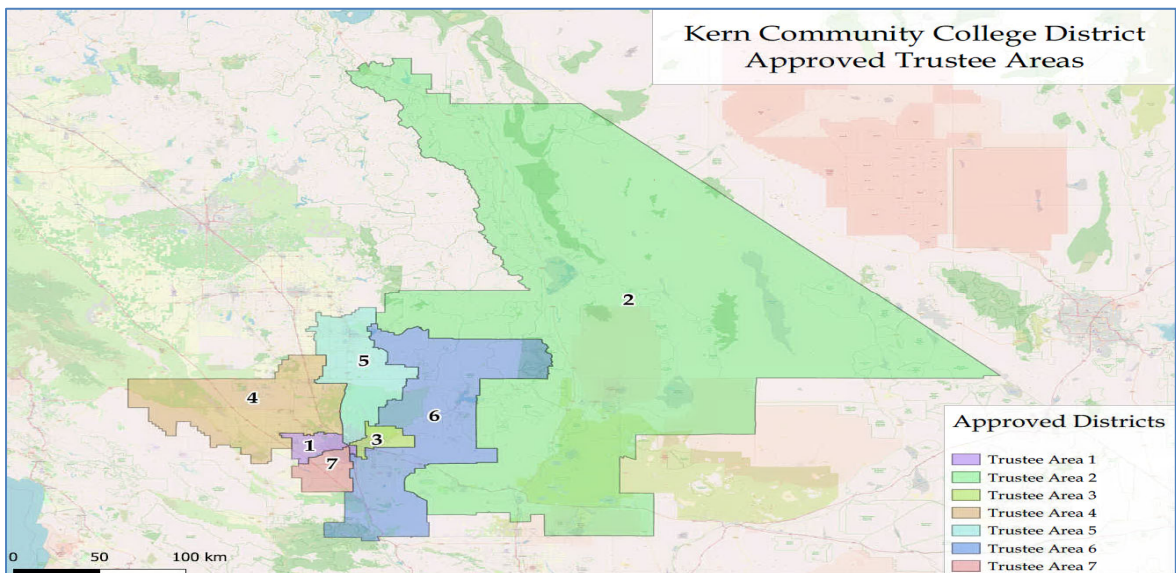 Kern Community College District
Approved Trustee Areas
2
5
4
6
3
1
7
Approved Districts
Trustee Area 1
Trustee Area 2
Trustee Area 3
Trustee Area 4
Trustee Area 5
Trustee Area 6
Trustee Area 7
0 50 100 km